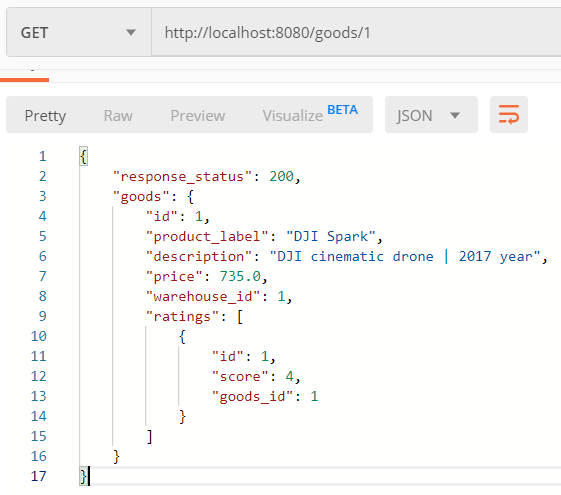 GET http://localhost:8080/goods/1
Pretty Raw Preview Visualize BETA JSON
1 {
2 "response_status": 200,
3 "goods": {
4 "id": 1,
5 "product_label": "DJI Spark",
6 "description": "DJI cinematic drone | 2017 year",
7 "price": 735.0,
8 "warehouse_id": 1,
9 "ratings": [
10 {
11 "id": 1,
12 "score": 4,
13 "goods_id": 1
14 }
15 ]
16 }
17 }